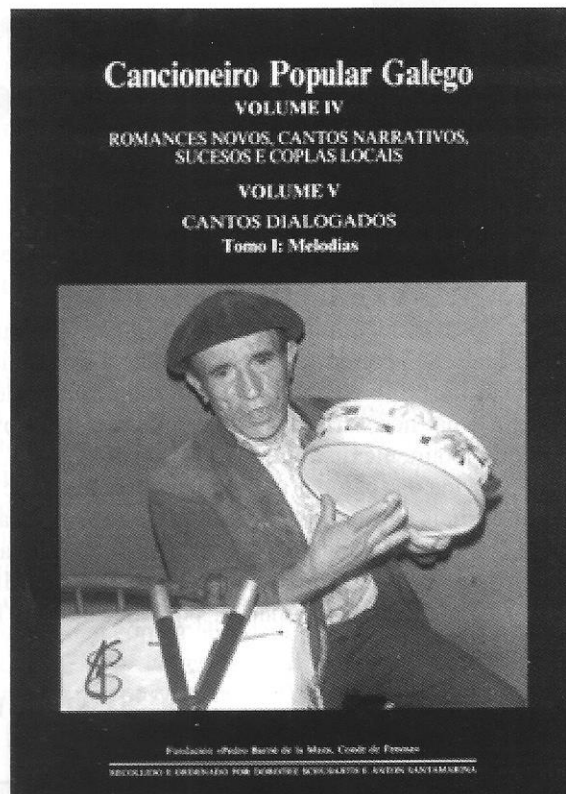 Cancioneiro Popular Galego
VOLUME IV
ROMANCES NOVOS, CANTOS NARRATIVOS,
SUCESOS E COPLAS LOCAIS
VOLUME V
CANTOS DIALOGADOS
Tomo I: Melodías
Fundación «Pedro Barrié de la Maza, Conde de Fenosa»
RECOLLIDO E ORDENADO POR DOROTHÉ SCHUBARTH E ANTÓN SANTAMARINA